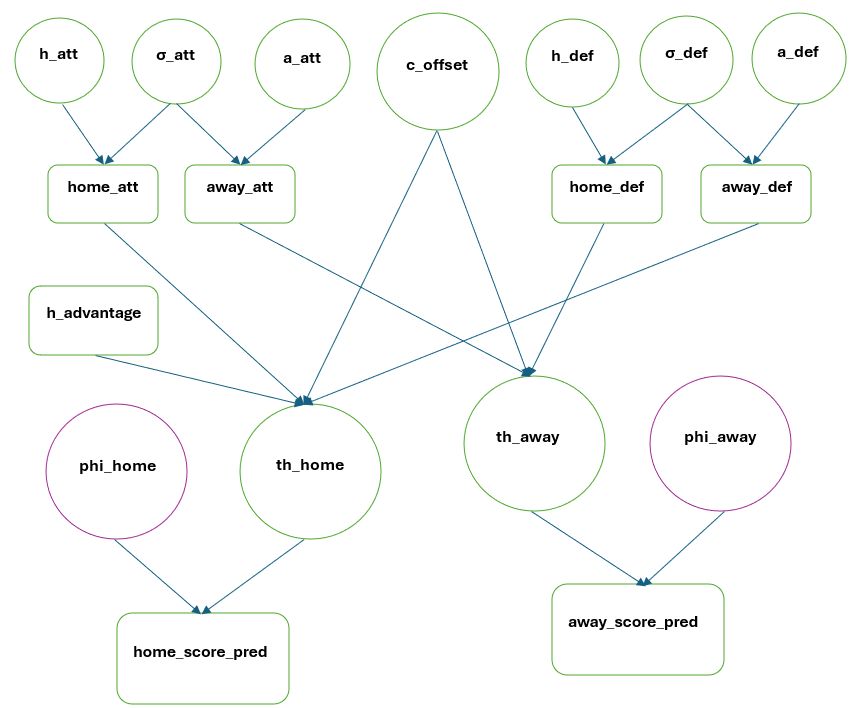 h_att
σ_att
a_att
c_offset
h_def
σ_def
a_def
home_att
away_att
home_def
away_def
h_advantage
phi_home
th_home
th_away
phi_away
home_score_pred
away_score_pred